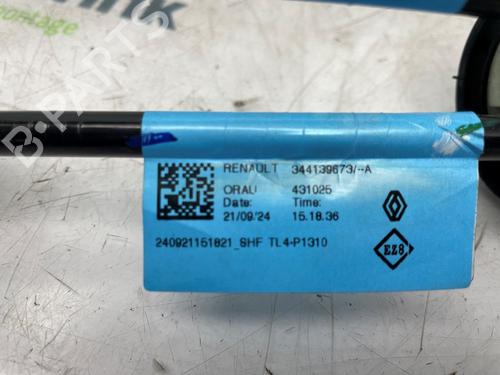 B-PARTS
RENAULT 344139673/--A
ORAU 431025
Date: Time:
21/09/24 15.18.36
240921151821_SHF TL4-P1310
EZ8